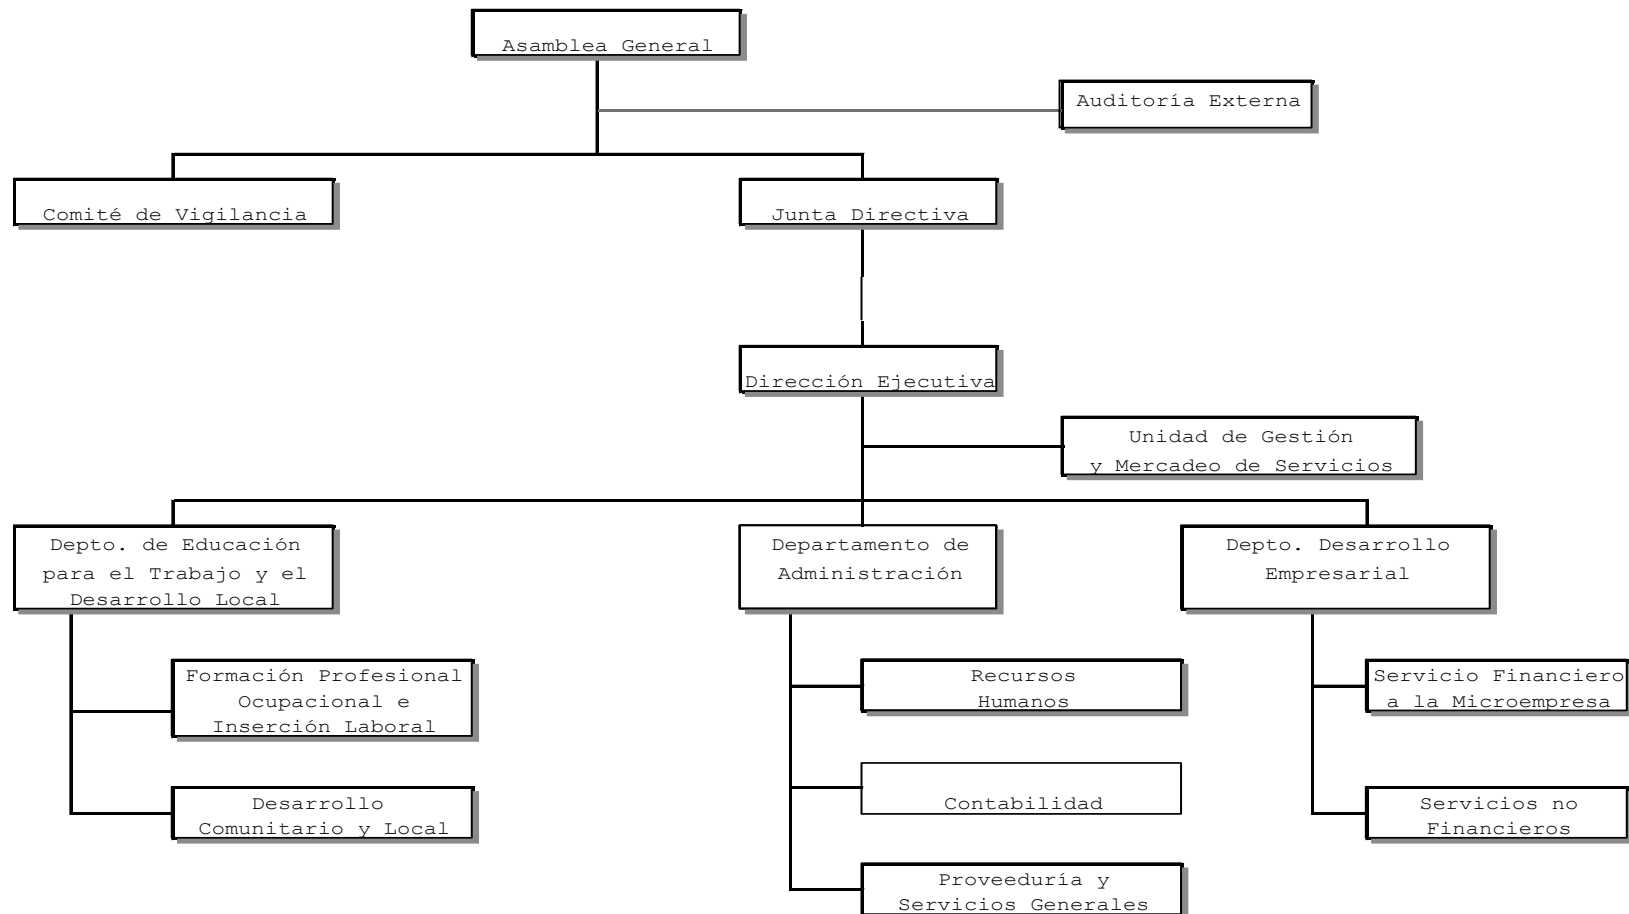 Asamblea General
Auditoría Externa
Comité de Vigilancia
Junta Directiva
Dirección Ejecutiva
Unidad de Gestión
y Mercadeo de Servicios
Depto. de Educación
para el Trabajo y el
Desarrollo Local
Departamento de
Administración
Depto. Desarrollo
Empresarial
Formación Profesional
Ocupacional e
Inserción Laboral
Recursos
Humanos
Servicio Financiero
a la Microempresa
Desarrollo
Comunitario y Local
Contabilidad
Servicios no
Financieros
Proveeduría y
Servicios Generales